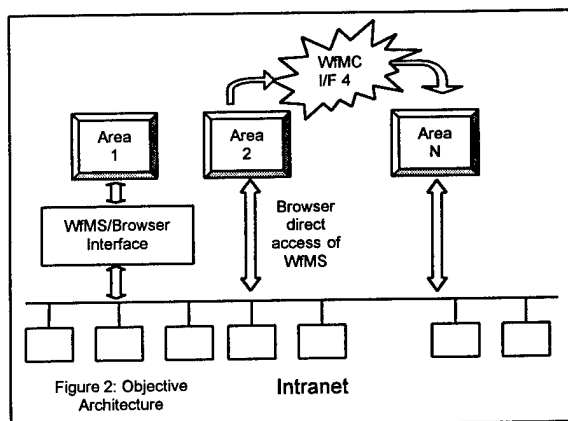 WfMC
I/F 4
Area
1
Area
2
Area
N
WfMS/Browser
Interface
Browser
direct
access of
WfMS
Figure 2: Objective
Architecture
Intranet